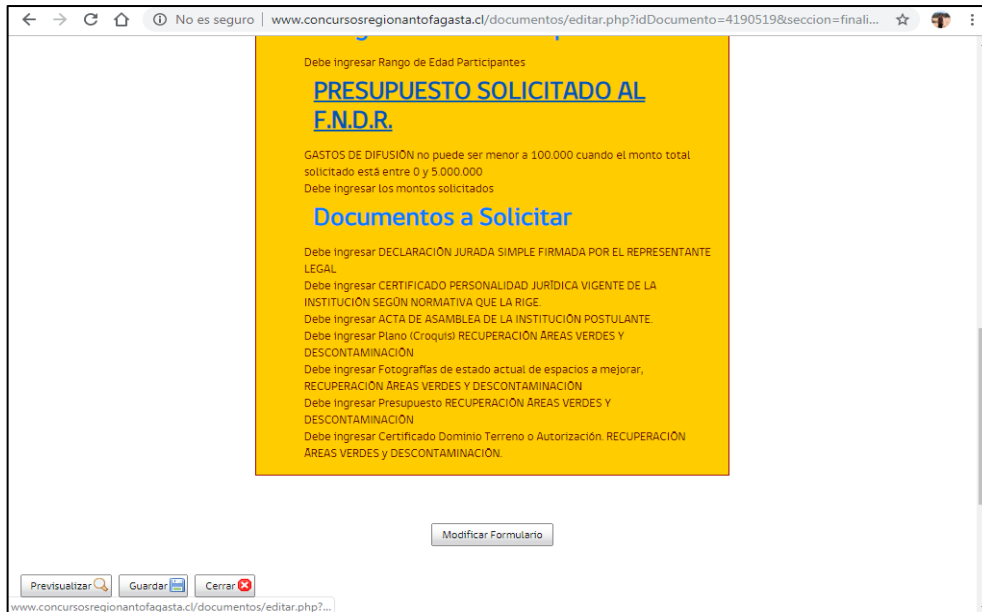 No es seguro | www.concursosregionantofagasta.cl/documentos/editar.php?idDocumento=4190519&seccion=finali...
Debe ingresar Rango de Edad Participantes
PRESUPUESTO SOLICITADO AL
F.N.D.R.
GASTOS DE DIFUSIÓN no puede ser menor a 100.000 cuando el monto total
solicitado está entre 0 y 5.000.000
Debe ingresar los montos solicitados
Documentos a Solicitar
Debe ingresar DECLARACIÓN JURADA SIMPLE FIRMADA POR EL REPRESENTANTE
LEGAL
Debe ingresar CERTIFICADO PERSONALIDAD JURÍDICA VIGENTE DE LA
INSTITUCIÓN SEGÚN NORMATIVA QUE LA RIGE.
Debe ingresar ACTA DE ASAMBLEA DE LA INSTITUCIÓN POSTULANTE.
Debe ingresar Plano (Croquis) RECUPERACIÓN ÁREAS VERDES Y
DESCONTAMINACIÓN
Debe ingresar Fotografías de estado actual de espacios a mejorar,
RECUPERACIÓN ÁREAS VERDES Y DESCONTAMINACIÓN
Debe ingresar Presupuesto RECUPERACIÓN ÁREAS VERDES Y
DESCONTAMINACIÓN
Debe ingresar Certificado Dominio Terreno o Autorización. RECUPERACIÓN
ÁREAS VERDES y DESCONTAMINACIÓN.
Modificar Formulario
Previsualizar Guardar Cerrar
www.concursosregionantofagasta.cl/documentos/editar.php?...